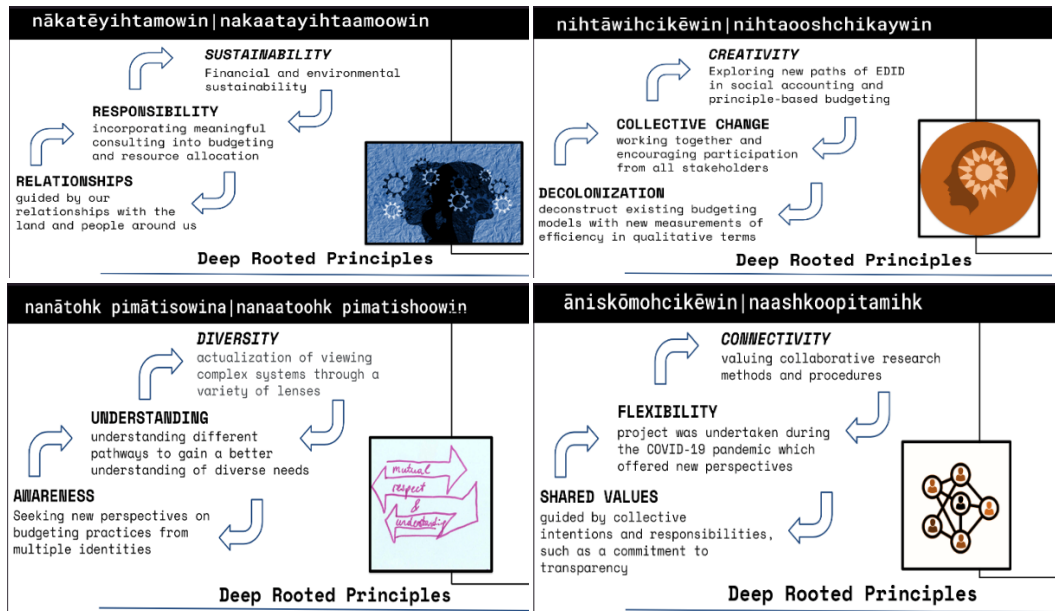 nākatēyihtamowin|nakaatayihtaamoowin
SUSTAINABILITY
Financial and environmental
sustainability
RESPONSIBILITY
incorporating meaningful
consulting into budgeting
and resource allocation
RELATIONSHIPS
guided by our
relationships with the
land and people around us
Deep Rooted Principles
nihtāwihcikēwin|nihtaooshchikaywin
CREATIVITY
Exploring new paths of EDID
in social accounting and
principle-based budgeting
COLLECTIVE CHANGE
working together and
encouraging participation
from all stakeholders
DECOLONIZATION
deconstruct existing budgeting
models with new measurements of
efficiency in qualitative terms
Deep Rooted Principles
nanātohk pimātisowina|nanaatoohk pimatishoowin
DIVERSITY
actualization of viewing
complex systems through a
variety of lenses
UNDERSTANDING
understanding different
pathways to gain a better
understanding of diverse needs
AWARENESS
Seeking new perspectives on
budgeting practices from
multiple identities
mutual
respect
&
understanding
Deep Rooted Principles
āniskōmohcikēwin|naashkoopitamihk
CONNECTIVITY
valuing collaborative research
methods and procedures
FLEXIBILITY
project was undertaken during
the COVID-19 pandemic which
offered new perspectives
SHARED VALUES
guided by collective
intentions and responsibilities,
such as a commitment to
transparency
Deep Rooted Principles